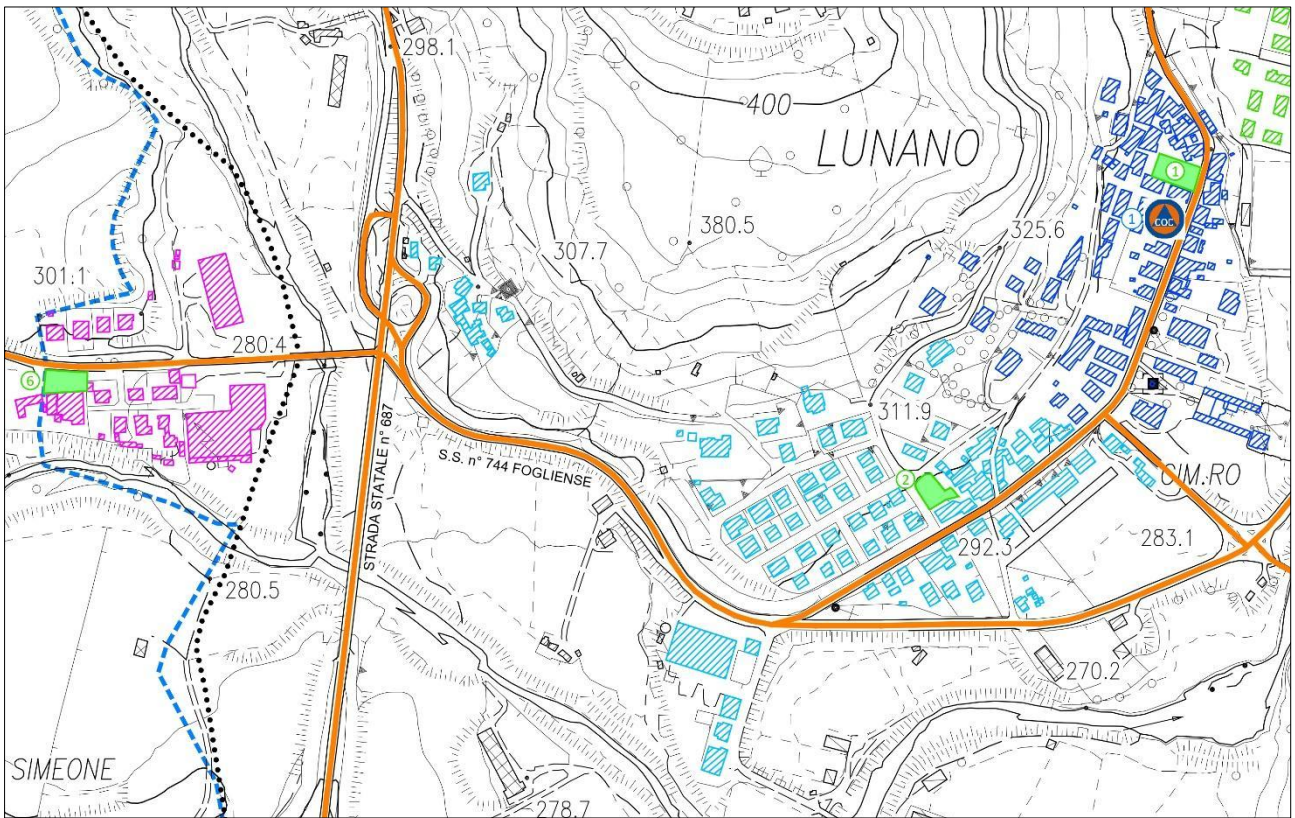 298.1
400
LUNANO
1
1
COC
380.5
325.6
307.7
301.1
280.4
6
311.9
STRADA STATALE n° 687
S.S. n° 744 FOGLIENSE
2
CIM.RO
292.3
283.1
280.5
270.2
SIMEONE
278.7